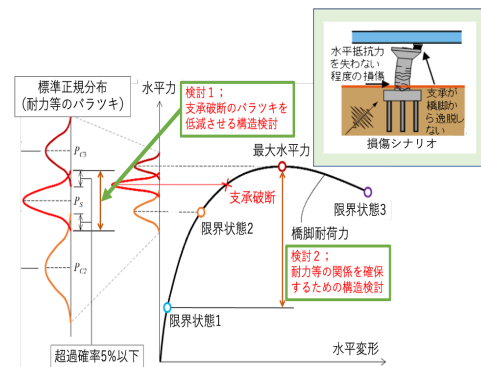 標準正規分布
(耐力等のバラツキ)
水平力
検討1；
支承破断のバラツキを
低減させる構造検討
水平抵抗力
を失わない
程度の損傷
支承が
橋脚か
ら逸脱し
ない
損傷シナリオ
P_C3
P_S
P_C2
最大水平力
支承破断
限界状態3
限界状態2
橋脚耐荷力
検討2；
耐力等の関係を確保
するための構造検討
限界状態1
超過確率5%以下
水平変形